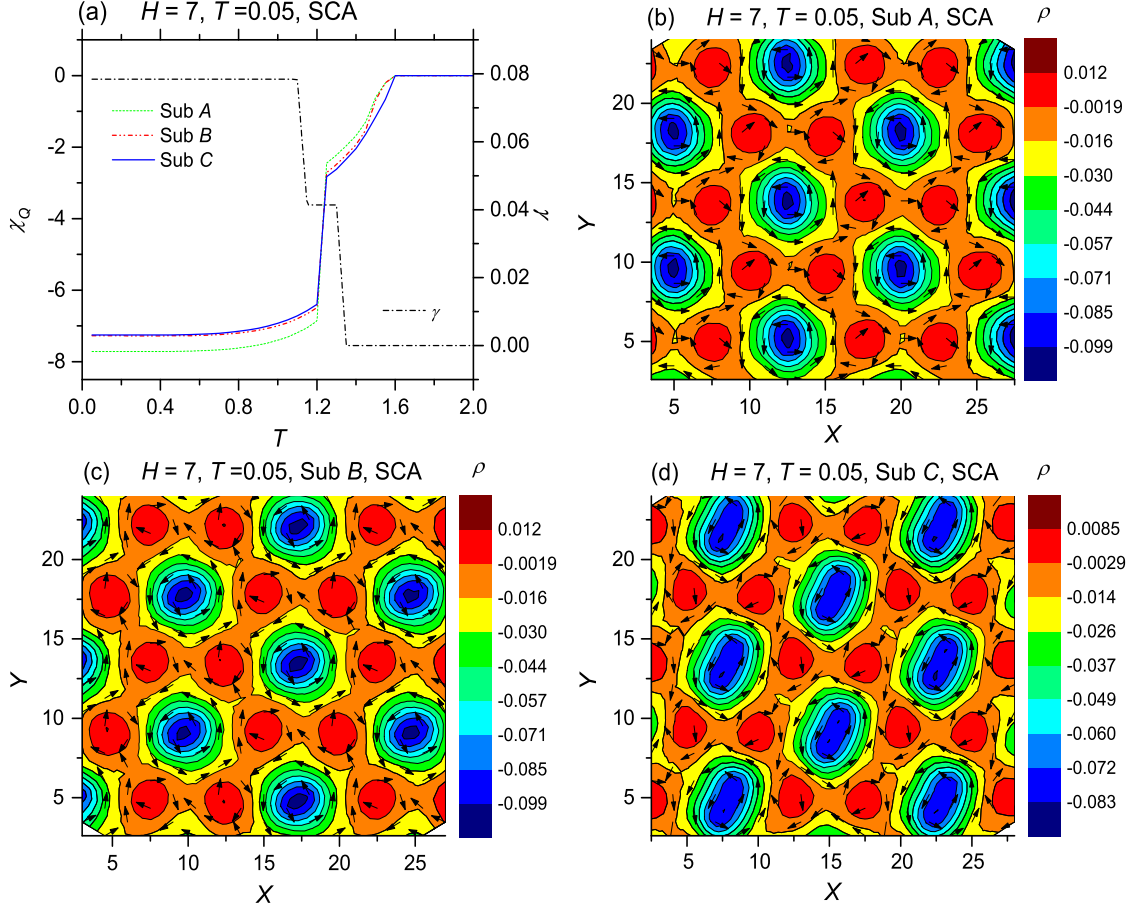 (a) H = 7, T =0.05, SCA
0
-2
-4
-6
-8
χQ
0.08
0.06
0.04
0.02
0.00
γ
Sub A
Sub B
Sub C
γ
0.0 0.4 0.8 1.2 1.6 2.0
T
(b) H = 7, T = 0.05, Sub A, SCA ρ
20
15
10
5
Y
5 10 15 20 25
X
0.012
-0.0019
-0.016
-0.030
-0.044
-0.057
-0.071
-0.085
-0.099
(c) H = 7, T =0.05, Sub B, SCA ρ
20
15
10
5
Y
5 10 15 20 25
X
0.012
-0.0019
-0.016
-0.030
-0.044
-0.057
-0.071
-0.085
-0.099
(d) H = 7, T = 0.05, Sub C, SCA ρ
20
15
10
5
Y
5 10 15 20 25
X
0.0085
-0.0029
-0.014
-0.026
-0.037
-0.049
-0.060
-0.072
-0.083